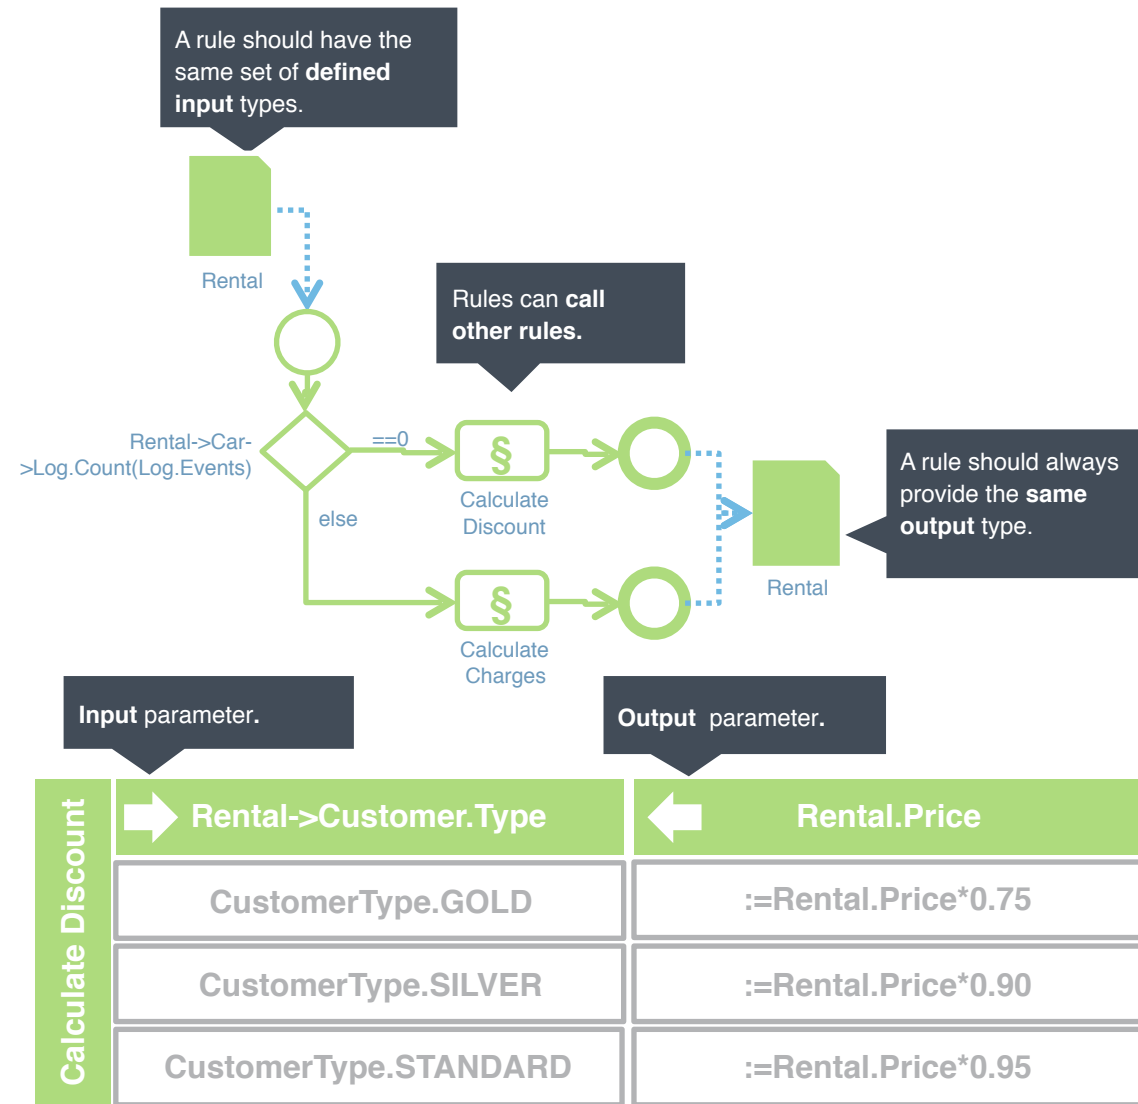 A rule should have the
same set of defined
input types.
Rental
Rules can call
other rules.
Rental->Car-
>Log.Count(Log.Events)
==0
§
Calculate
Discount
else
A rule should always
provide the same
output type.
Rental
§
Calculate
Charges
Input parameter.
Output parameter.
Calculate Discount
Rental->Customer.Type
Rental.Price
CustomerType.GOLD
:=Rental.Price*0.75
CustomerType.SILVER
:=Rental.Price*0.90
CustomerType.STANDARD
:=Rental.Price*0.95